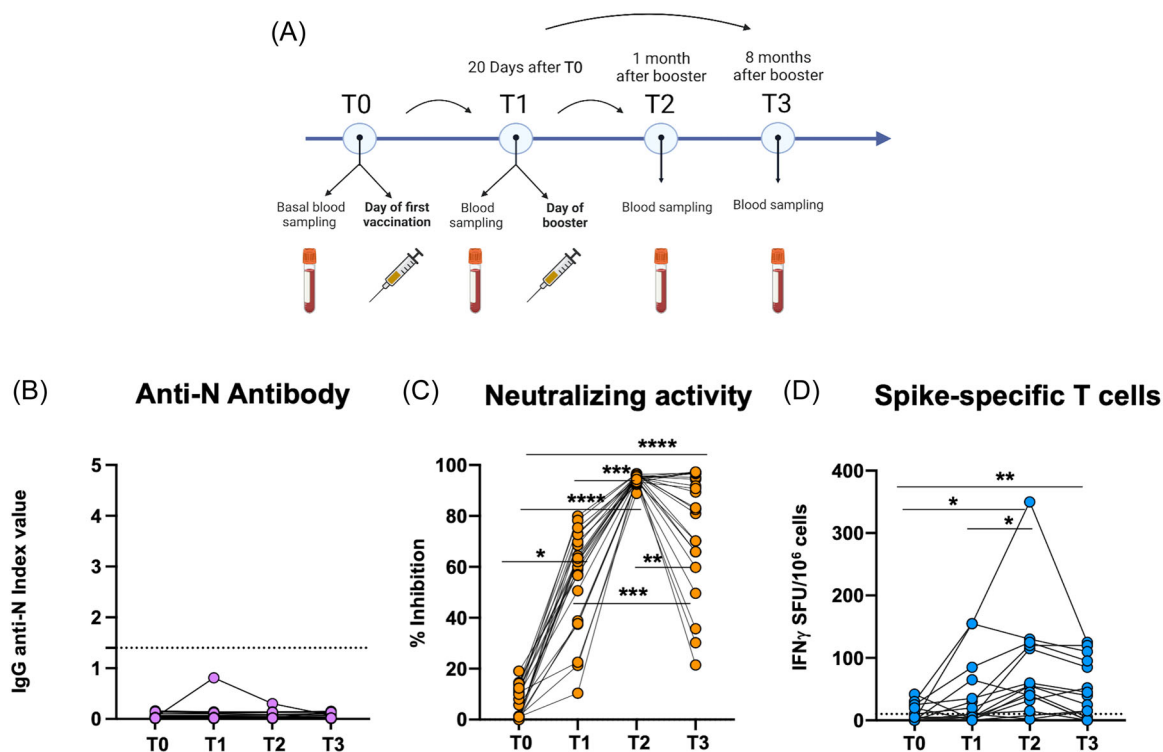 (A)
20 Days after T0
1 month
after booster
8 months
after booster
T0
T1
T2
T3
Basal blood
sampling
Day of first
vaccination
Blood
sampling
Day of
booster
Blood sampling
Blood sampling
(B)
Anti-N Antibody
IgG anti-N Index value
5
4
3
2
1
0
T0
T1
T2
T3
(C)
Neutralizing activity
% Inhibition
100
80
60
40
20
0
****
***
****
*
**
***
T0
T1
T2
T3
(D)
Spike-specific T cells
IFNγ SFU/10⁶ cells
400
300
200
100
0
**
*
*
T0
T1
T2
T3